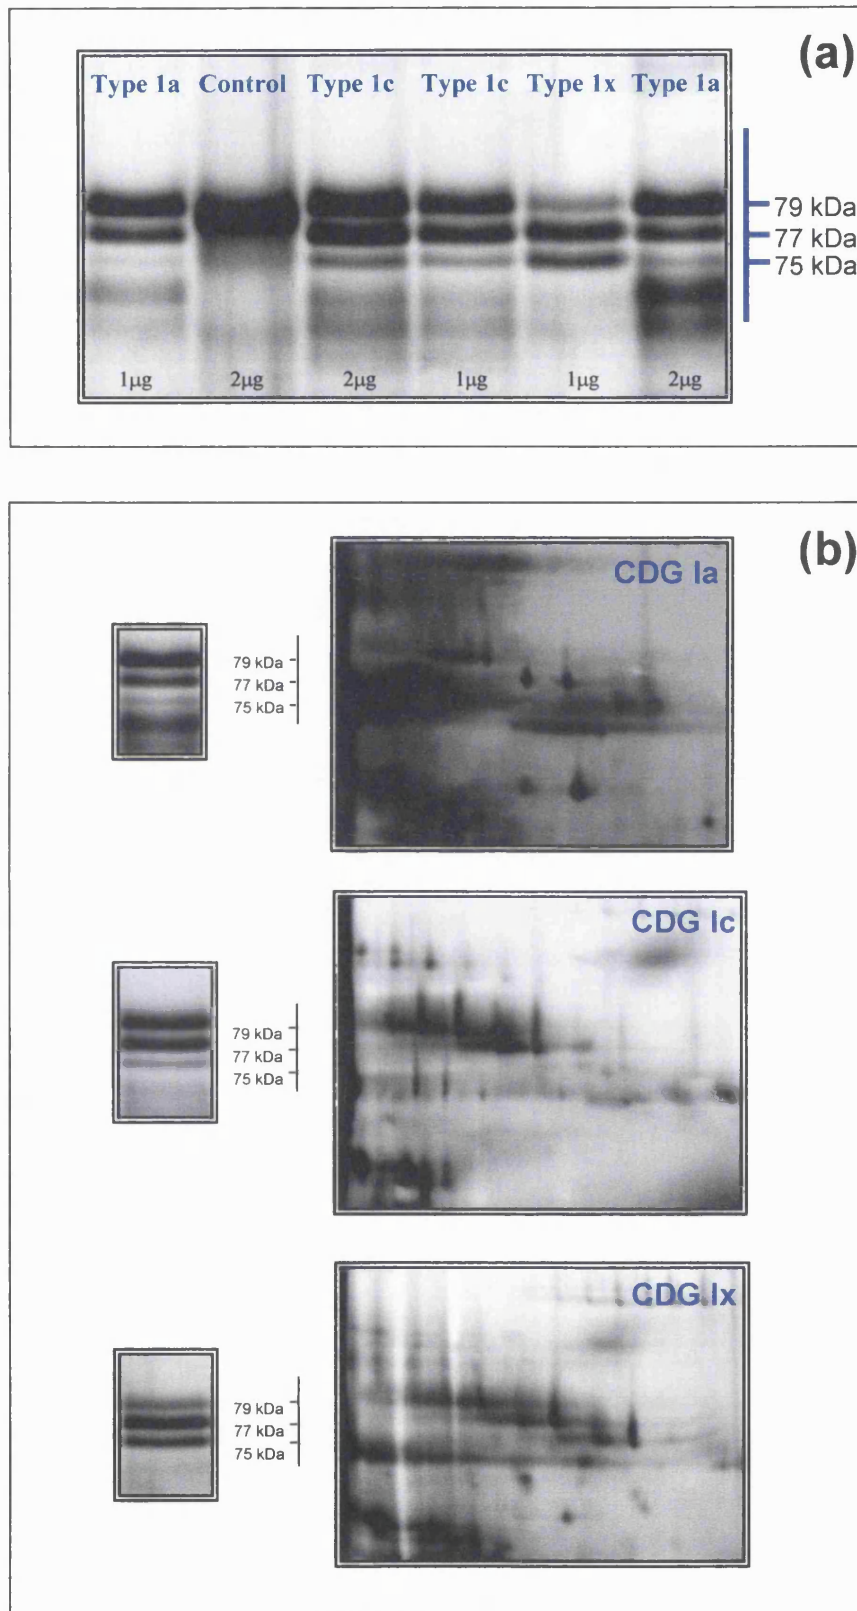 (a)
Type 1a Control Type 1c Type 1c Type 1x Type 1a
79 kDa
77 kDa
75 kDa
1µg 2µg 2µg 1µg 1µg 2µg
(b)
CDG Ia
79 kDa
77 kDa
75 kDa
CDG Ic
79 kDa
77 kDa
75 kDa
CDG Ix
79 kDa
77 kDa
75 kDa